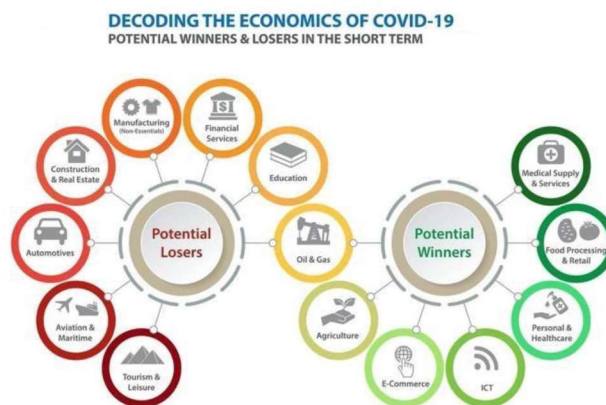 DECODING THE ECONOMICS OF COVID-19
POTENTIAL WINNERS & LOSERS IN THE SHORT TERM
Manufacturing
(Non-Essentials)
Financial
Services
Construction
& Real Estate
Education
Automotives
Potential
Losers
Oil & Gas
Aviation &
Maritime
Tourism &
Leisure
Potential
Winners
Medical Supply
& Services
Food Processing
& Retail
Personal &
Healthcare
Agriculture
E-Commerce
ICT